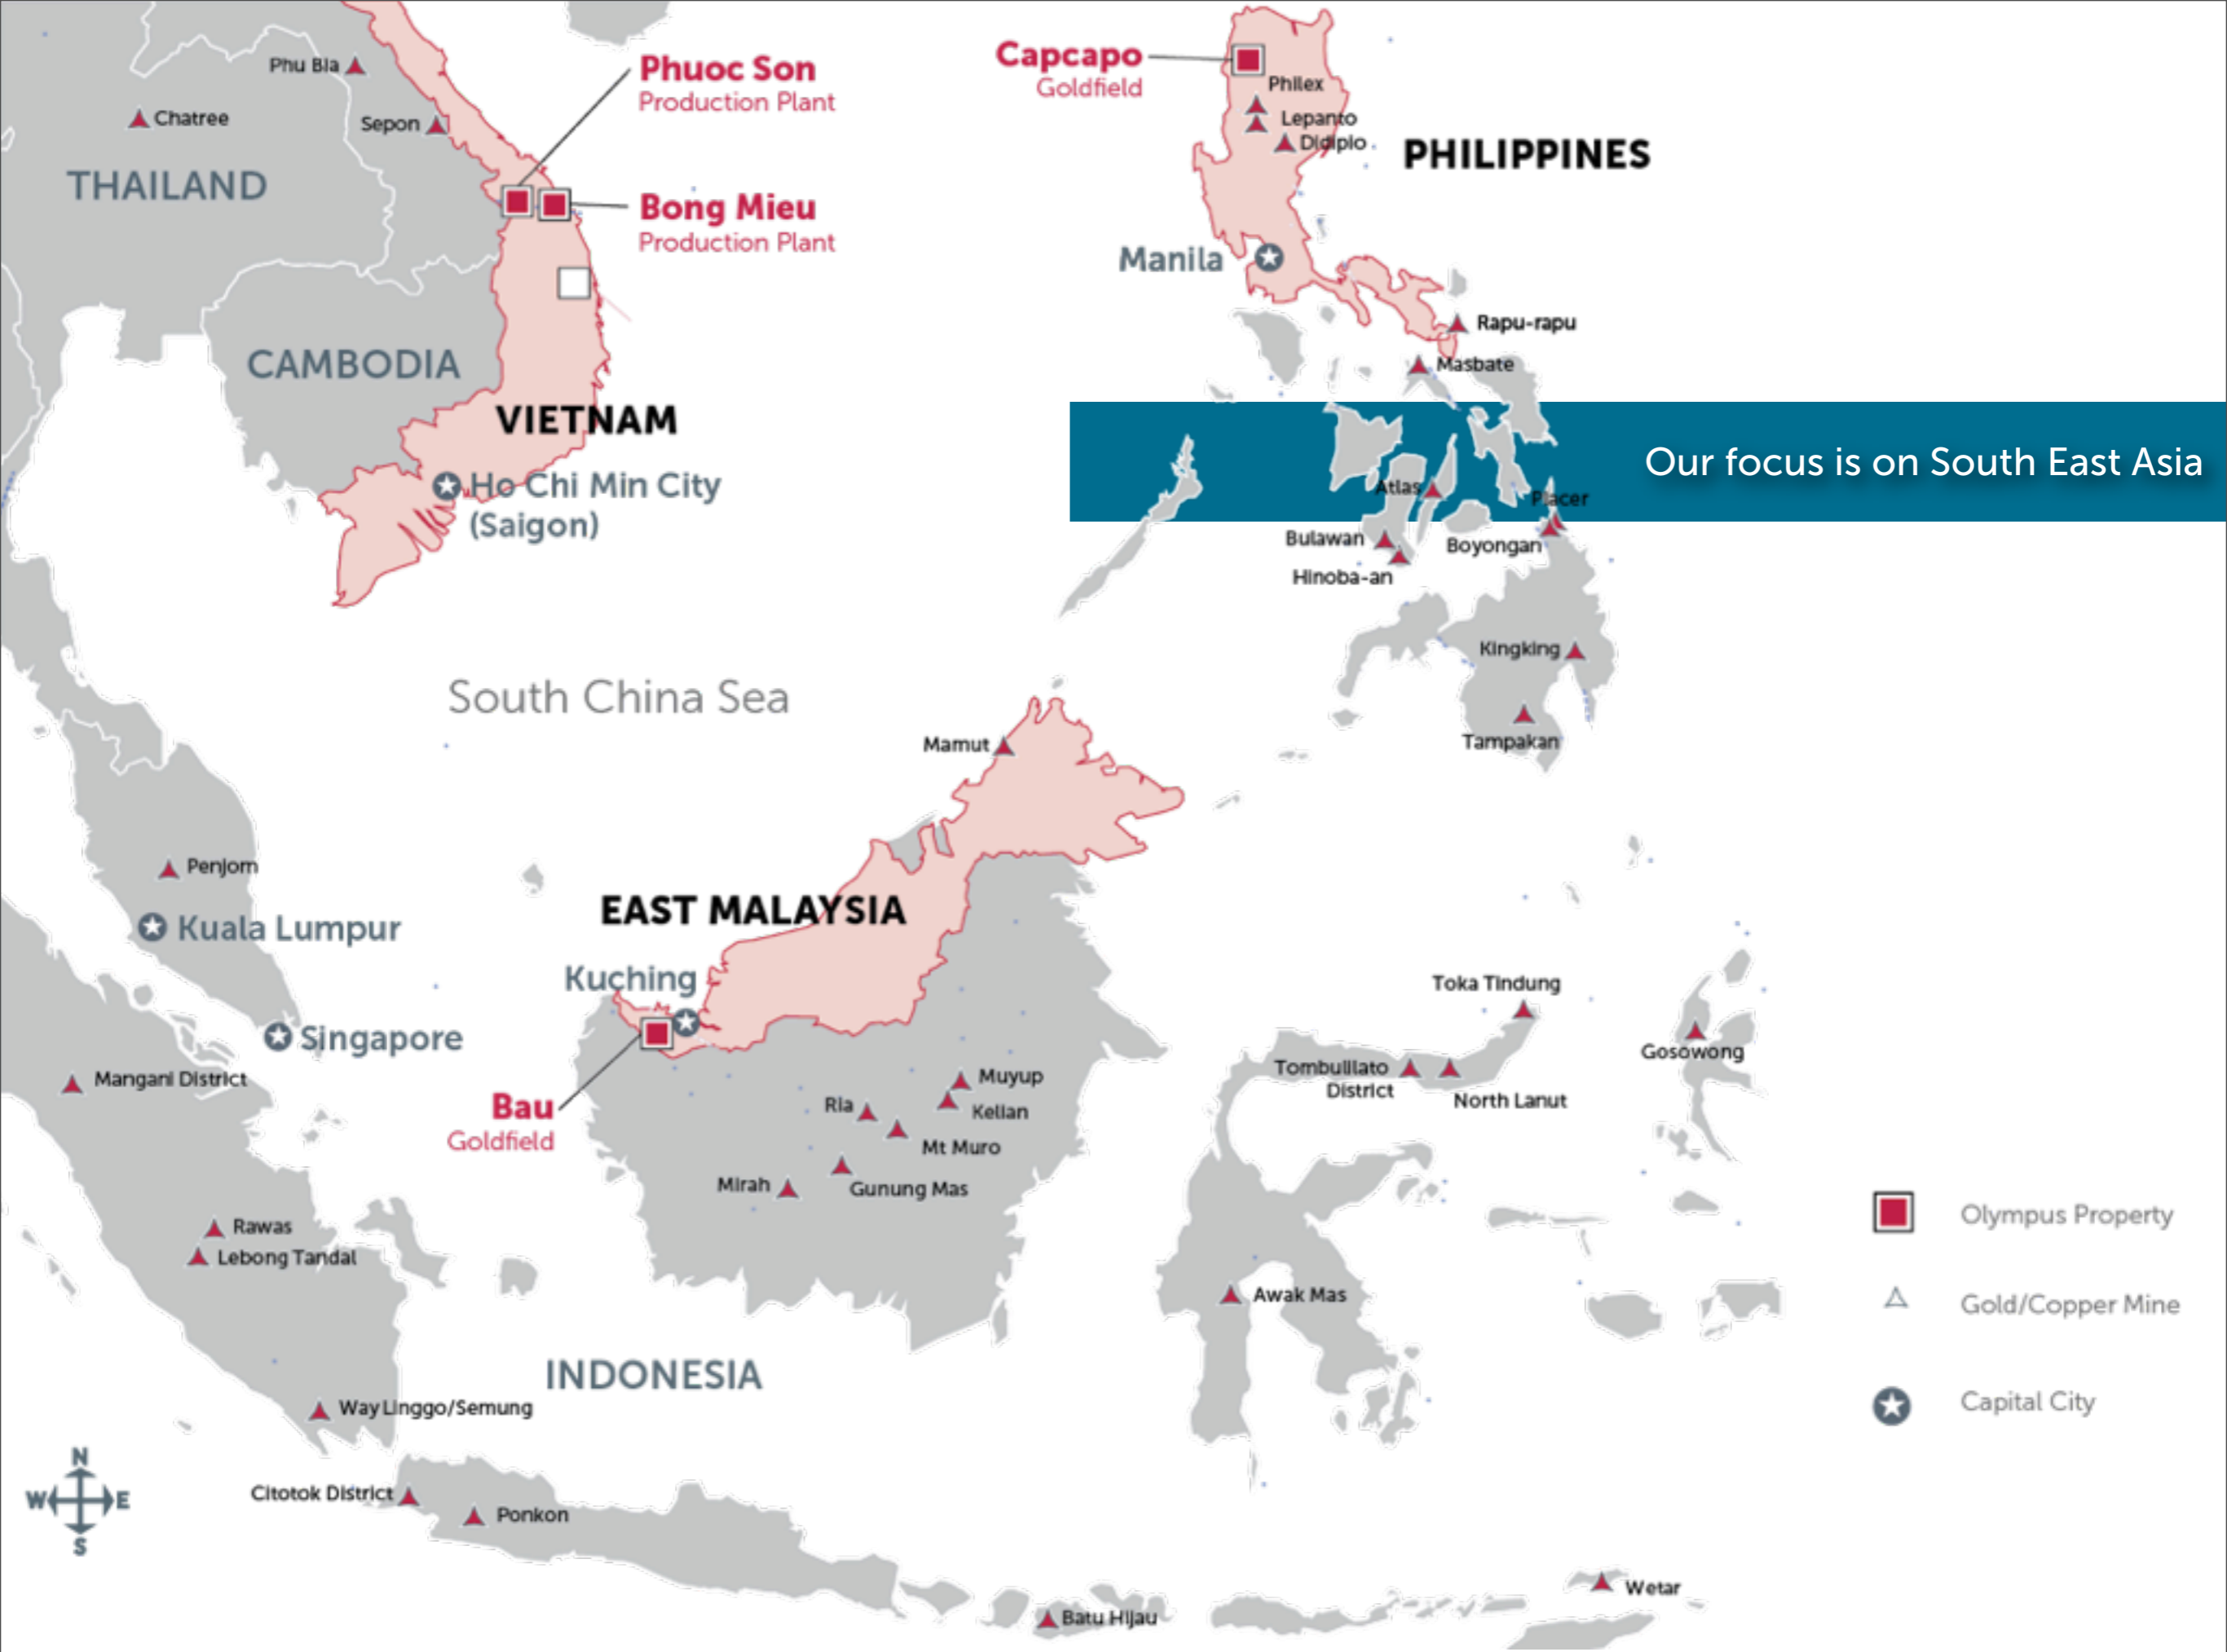 Phu Bia
Chatree
Sepon
THAILAND
Phuoc Son
Production Plant
Bong Mieu
Production Plant
CAMBODIA
VIETNAM
Ho Chi Min City
(Saigon)
Capcapo
Goldfield
Philex
Lepanto
Didipio
PHILIPPINES
Manila
Rapu-rapu
Masbate
Our focus is on South East Asia
Atlas
Placer
Bulawan
Boyongan
Hinoba-an
Kingking
Tampakan
South China Sea
Mamut
Penjom
Kuala Lumpur
EAST MALAYSIA
Kuching
Singapore
Mangani District
Bau
Goldfield
Muyup
Ria
Kelian
Mt Muro
Mirah
Gunung Mas
Toka Tindung
Tombulilato
District
North Lanut
Gosowong
Rawas
Lebong Tandal
Awak Mas
INDONESIA
Way Linggo/Semung
Olympus Property
Gold/Copper Mine
Capital City
N
W
E
S
Citotok District
Ponkon
Batu Hijau
Wetar